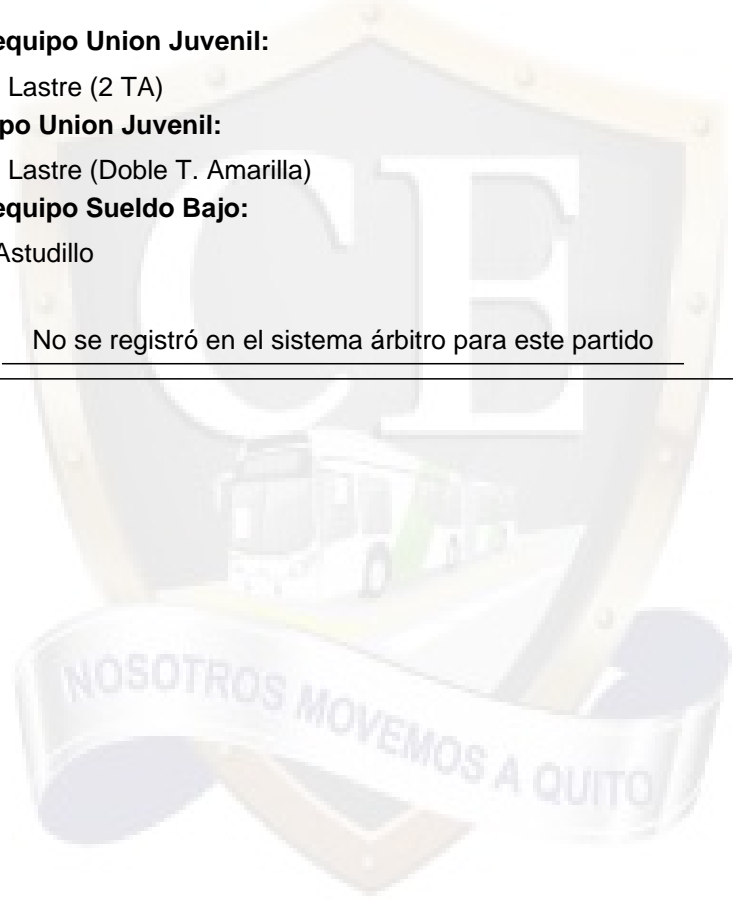 equipo Union Juvenil:
Lastre (2 TA)
po Union Juvenil:
Lastre (Doble T. Amarilla)
equipo Sueldo Bajo:
Astudillo
No se registró en el sistema árbitro para este partido
CE
NOSOTROS MOVEMOS A QUITO